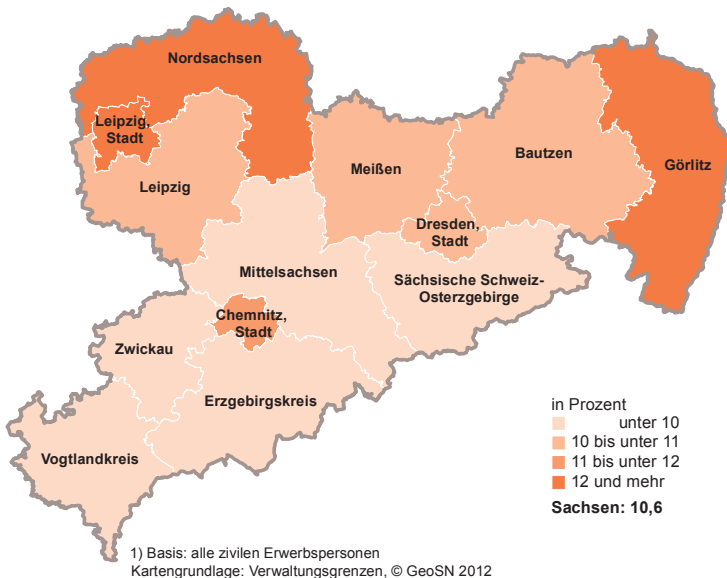 Nordsachsen
Leipzig,
Stadt
Leipzig
Meißen
Bautzen
Görlitz
Dresden,
Stadt
Mittelsachsen
Sächsische Schweiz-
Osterzgebirge
Chemnitz,
Stadt
Zwickau
Erzgebirgskreis
Vogtlandkreis
in Prozent
unter 10
10 bis unter 11
11 bis unter 12
12 und mehr
Sachsen: 10,6
1) Basis: alle zivilen Erwerbspersonen
Kartengrundlage: Verwaltungsgrenzen, © GeoSN 2012